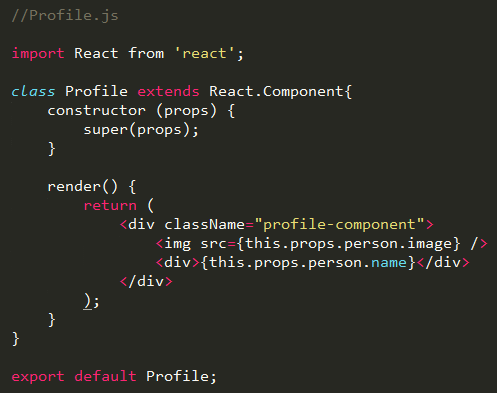 //Profile.js
import React from 'react';
class Profile extends React.Component{
    constructor (props) {
        super(props);
    }
    render() {
        return (
            <div className="profile-component">
                <img src={this.props.person.image} />
                <div>{this.props.person.name}</div>
            </div>
        );
    }
}
export default Profile;